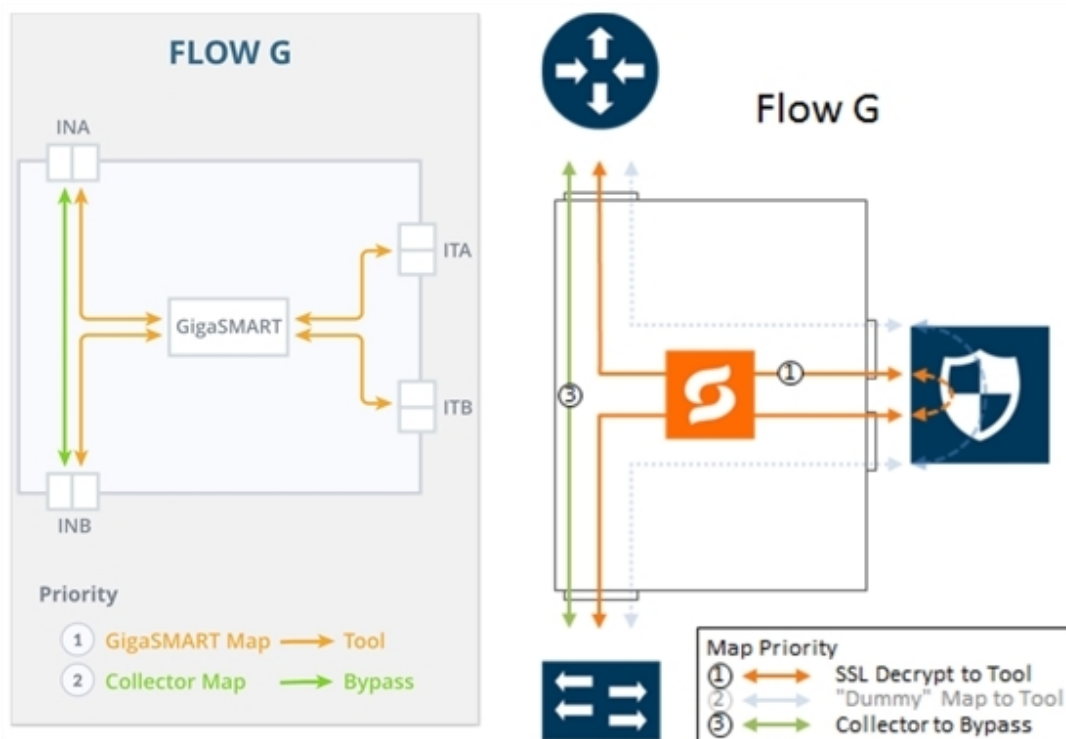 FLOW G
INA
ITA
GigaSMART
ITB
INB
Priority
1 GigaSMART Map Tool
2 Collector Map Bypass
Flow G
1
3
Map Priority
1 SSL Decrypt to Tool
2 "Dummy" Map to Tool
3 Collector to Bypass